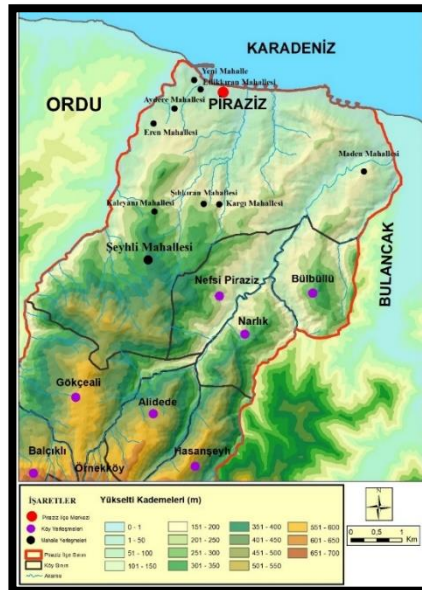 KARADENİZ
ORDU
Yeni Mahalle
Eflikkıran Mahallesi
PİRAZİZ
Aydere Mahallesi
Eren Mahallesi
Maden Mahallesi
Kaleyanı Mahallesi
Şıhkıran Mahallesi
Kargı Mahallesi
BULANCAK
Şeyhli Mahallesi
Nefsi Piraziz
Bülbüllü
Narlık
Gökçeali
Alidede
Balçıklı
Örnekköy
Hasanşeyh
İŞARETLER
Piraziz İlçe Merkezi
Köy Yerleşmeleri
Mahalle Yerleşmeleri
Piraziz İlçe Sınırı
Köy Sınırı
Akarsu
Yükselti Kademeleri (m)
0 - 1
1 - 50
51 - 100
101 - 150
151 - 200
201 - 250
251 - 300
301 - 350
351 - 400
401 - 450
451 - 500
501 - 550
551 - 600
601 - 650
651 - 700
N
0 0,5 1
Km